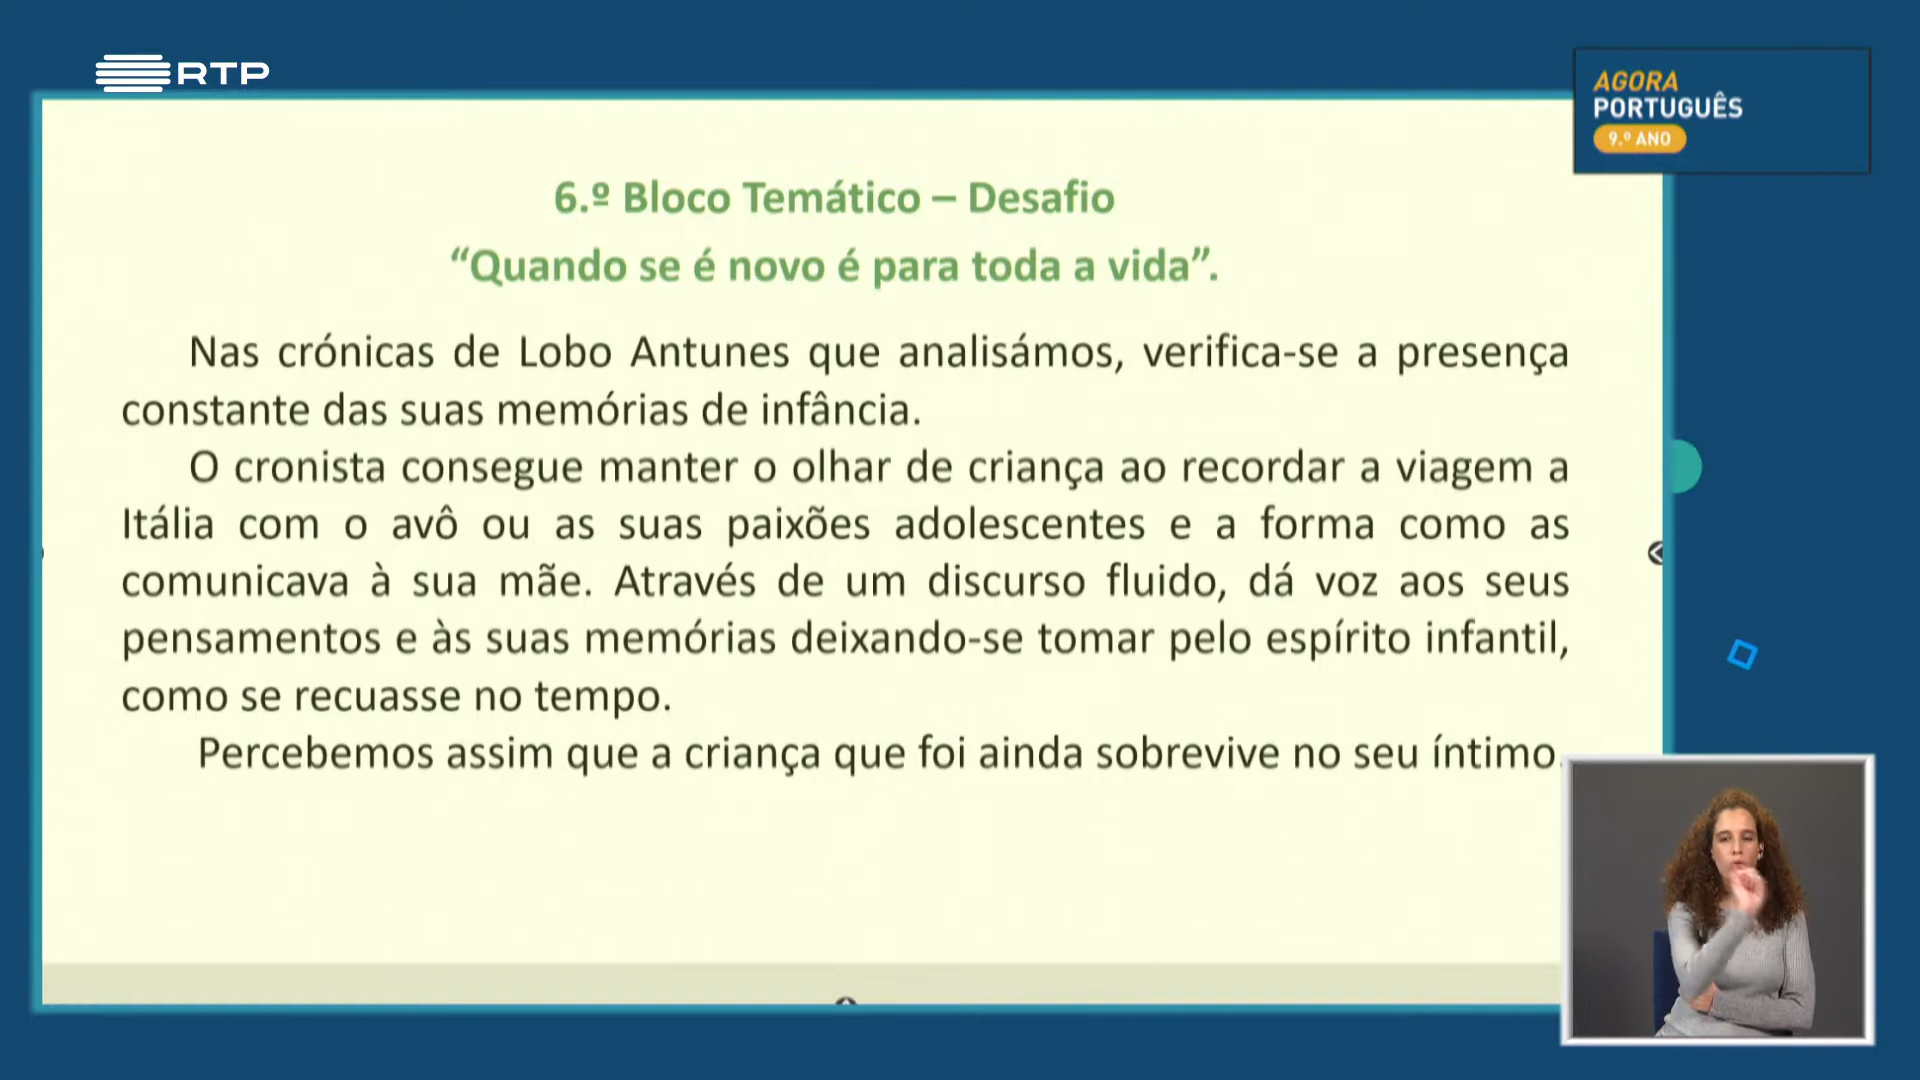 RTP
AGORA
PORTUGUÊS
9.º ANO
6.º Bloco Temático – Desafio
“Quando se é novo é para toda a vida”.
Nas crónicas de Lobo Antunes que analisámos, verifica-se a presença
constante das suas memórias de infância.
O cronista consegue manter o olhar de criança ao recordar a viagem a
Itália com o avô ou as suas paixões adolescentes e a forma como as
comunicava à sua mãe. Através de um discurso fluido, dá voz aos seus
pensamentos e às suas memórias deixando-se tomar pelo espírito infantil,
como se recuasse no tempo.
Percebemos assim que a criança que foi ainda sobrevive no seu íntimo.